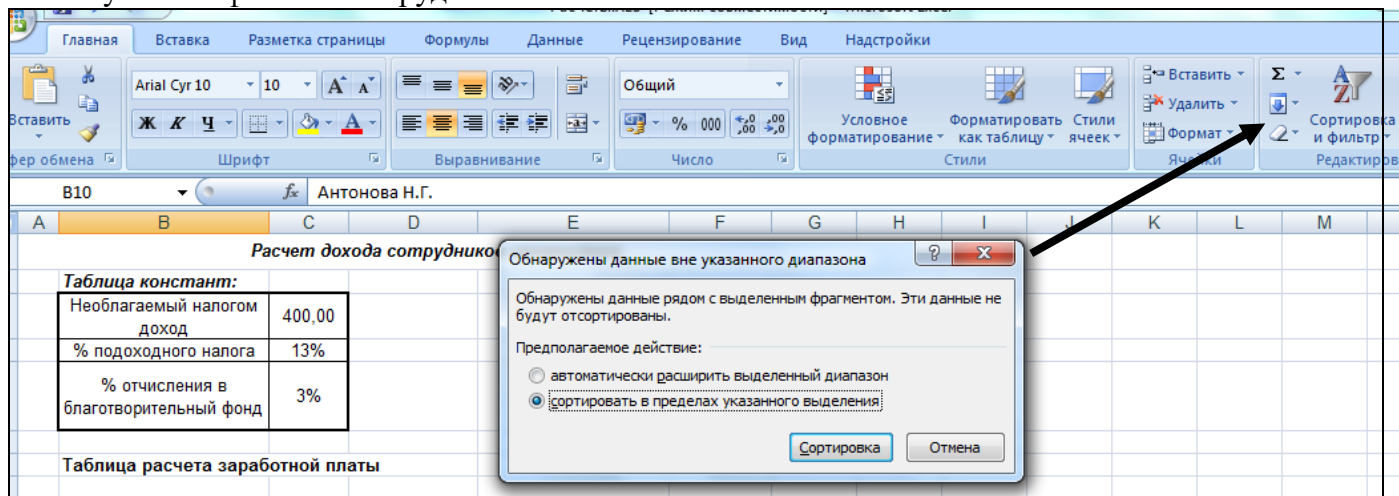 Главная Вставка Разметка страницы Формулы Данные Рецензирование Вид Надстройки
Arial Cyr 10 10 A A Общий Вставить Σ
Вставить Ж К Ч % 000 Условное форматирование Форматировать как таблицу Стили ячеек Удалить Сортировка и фильтр
Формат
Шрифт Выравнивание Число Стили Ячейки
B10 fx Антонова Н.Г.
A B C D E F G H I J K L M
Расчет дохода
Обнаружены данные вне указанного диапазона
Таблица констант:
Необлагаемый налогом доход 400,00
% подоходного налога 13%
% отчисления в благотворительный фонд 3%
Обнаружены данные рядом с выделенным фрагментом. Эти данные не
будут отсортированы.
Предполагаемое действие:
автоматически расширить выделенный диапазон
сортировать в пределах указанного выделения
Сортировка Отмена
Таблица расчета заработной платы